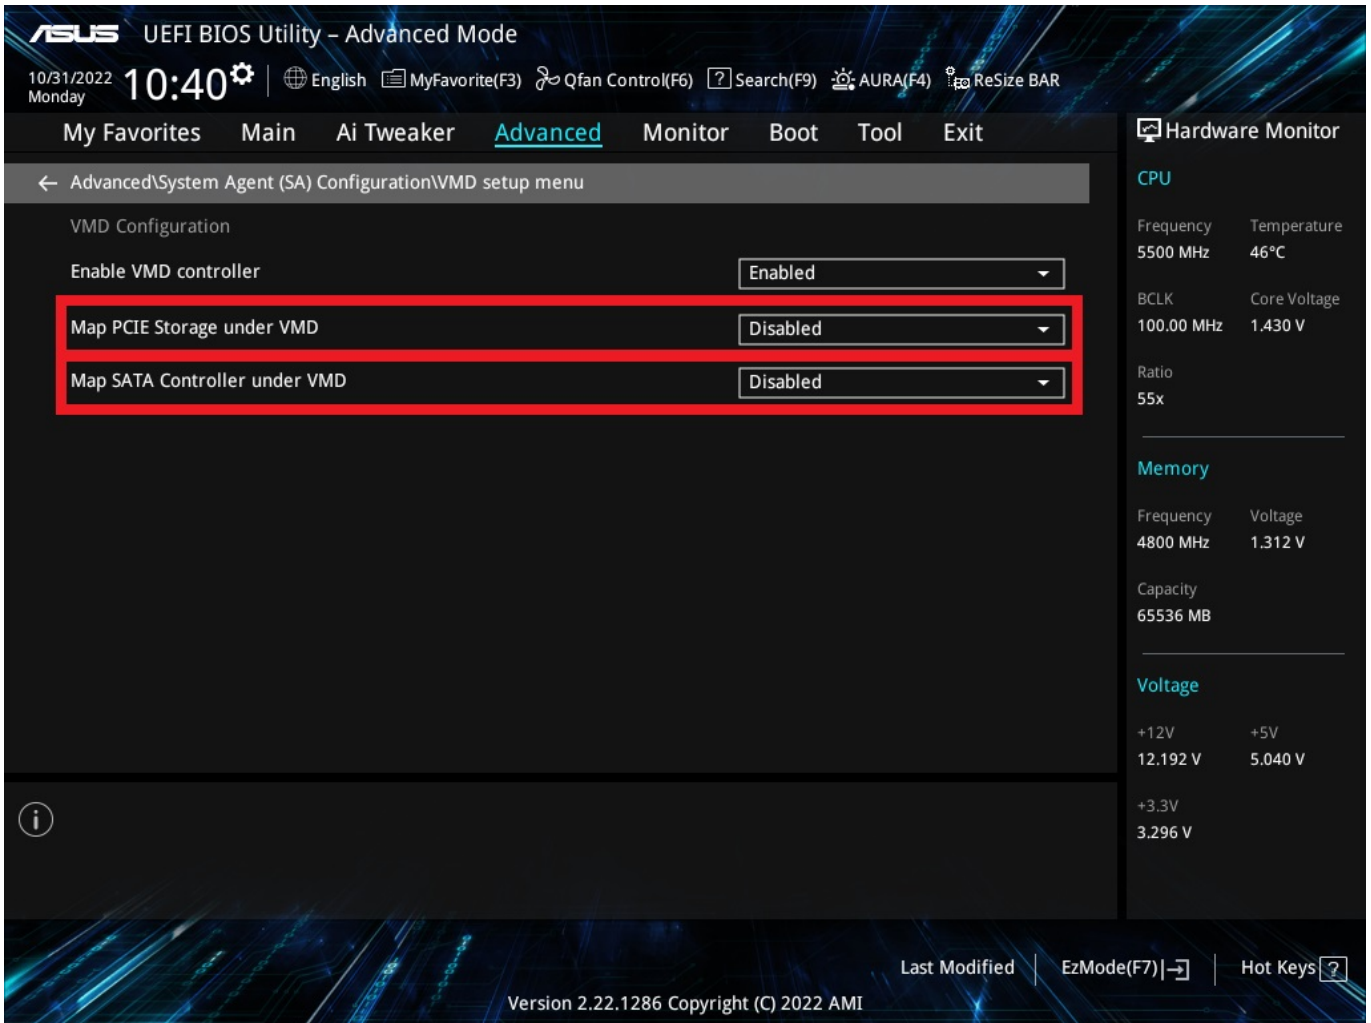 ASUS UEFI BIOS Utility – Advanced Mode
10/31/2022
Monday
10:40
English MyFavorite(F3) Qfan Control(F6) ? Search(F9) AURA(F4) ReSize BAR
My Favorites Main Ai Tweaker Advanced Monitor Boot Tool Exit
Hardware Monitor
← Advanced\System Agent (SA) Configuration\VMD setup menu
VMD Configuration
Enable VMD controller Enabled
Map PCIE Storage under VMD Disabled
Map SATA Controller under VMD Disabled
CPU
Frequency Temperature
5500 MHz 46°C
BCLK Core Voltage
100.00 MHz 1.430 V
Ratio
55x
Memory
Frequency Voltage
4800 MHz 1.312 V
Capacity
65536 MB
Voltage
+12V +5V
12.192 V 5.040 V
+3.3V
3.296 V
i
Last Modified EzMode(F7) Hot Keys ?
Version 2.22.1286 Copyright (C) 2022 AMI